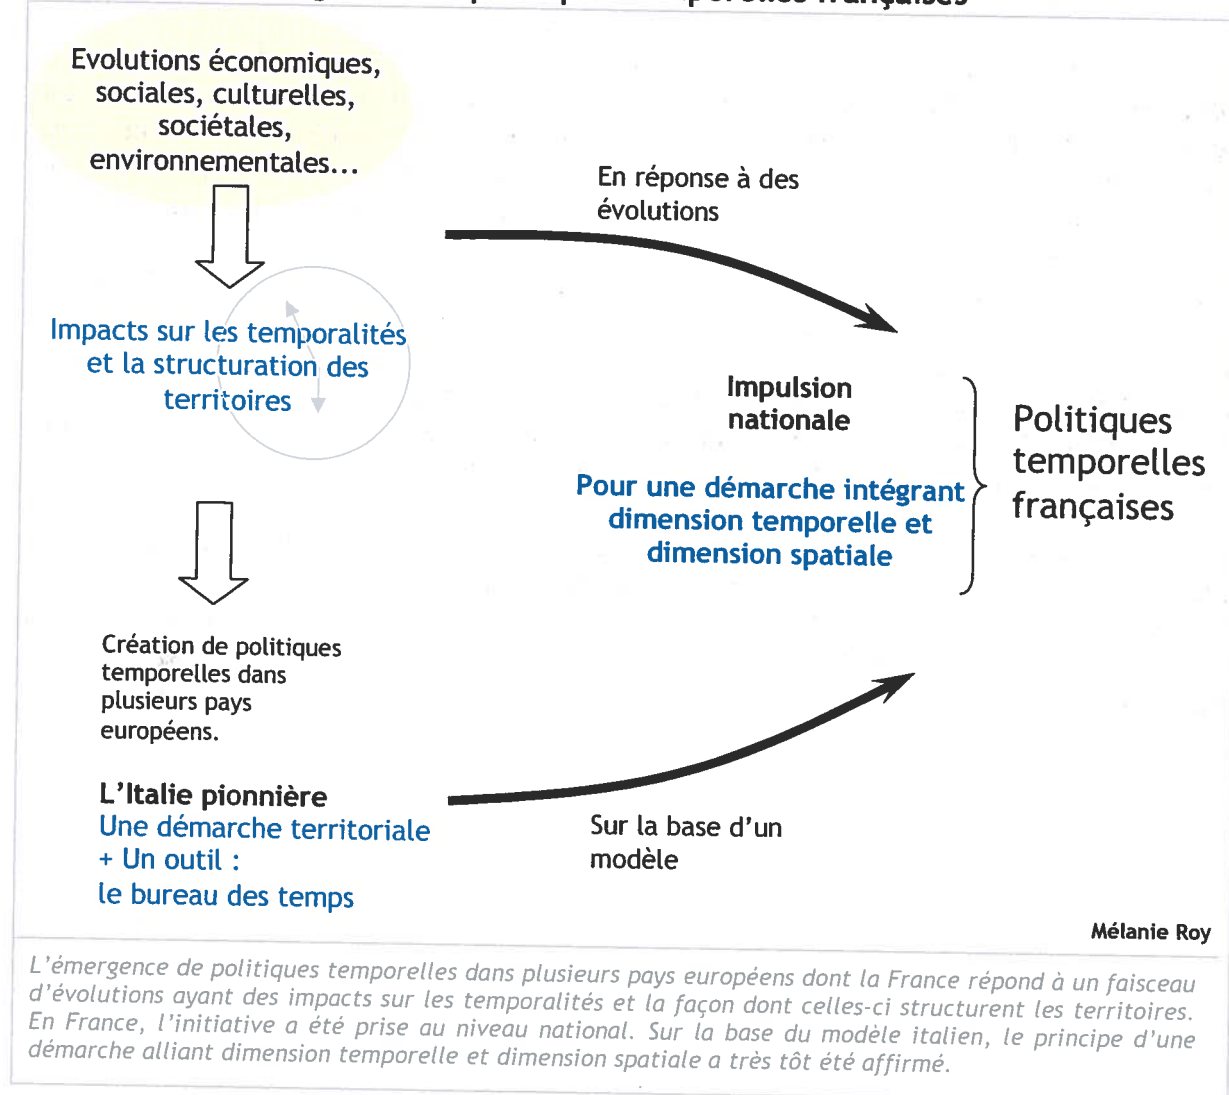 temporelles françaises
Evolutions économiques,
sociales, culturelles,
sociétales,
environnementales...
En réponse à des
évolutions
Impacts sur les temporalités
et la structuration des
territoires
Impulsion
nationale
Pour une démarche intégrant
dimension temporelle et
dimension spatiale
Politiques
temporelles
françaises
Création de politiques
temporelles dans
plusieurs pays
européens.
L'Italie pionnière
Une démarche territoriale
+ Un outil :
le bureau des temps
Sur la base d'un
modèle
Mélanie Roy
L'émergence de politiques temporelles dans plusieurs pays européens dont la France répond à un faisceau
d'évolutions ayant des impacts sur les temporalités et la façon dont celles-ci structurent les territoires.
En France, l'initiative a été prise au niveau national. Sur la base du modèle italien, le principe d'une
démarche alliant dimension temporelle et dimension spatiale a très tôt été affirmé.